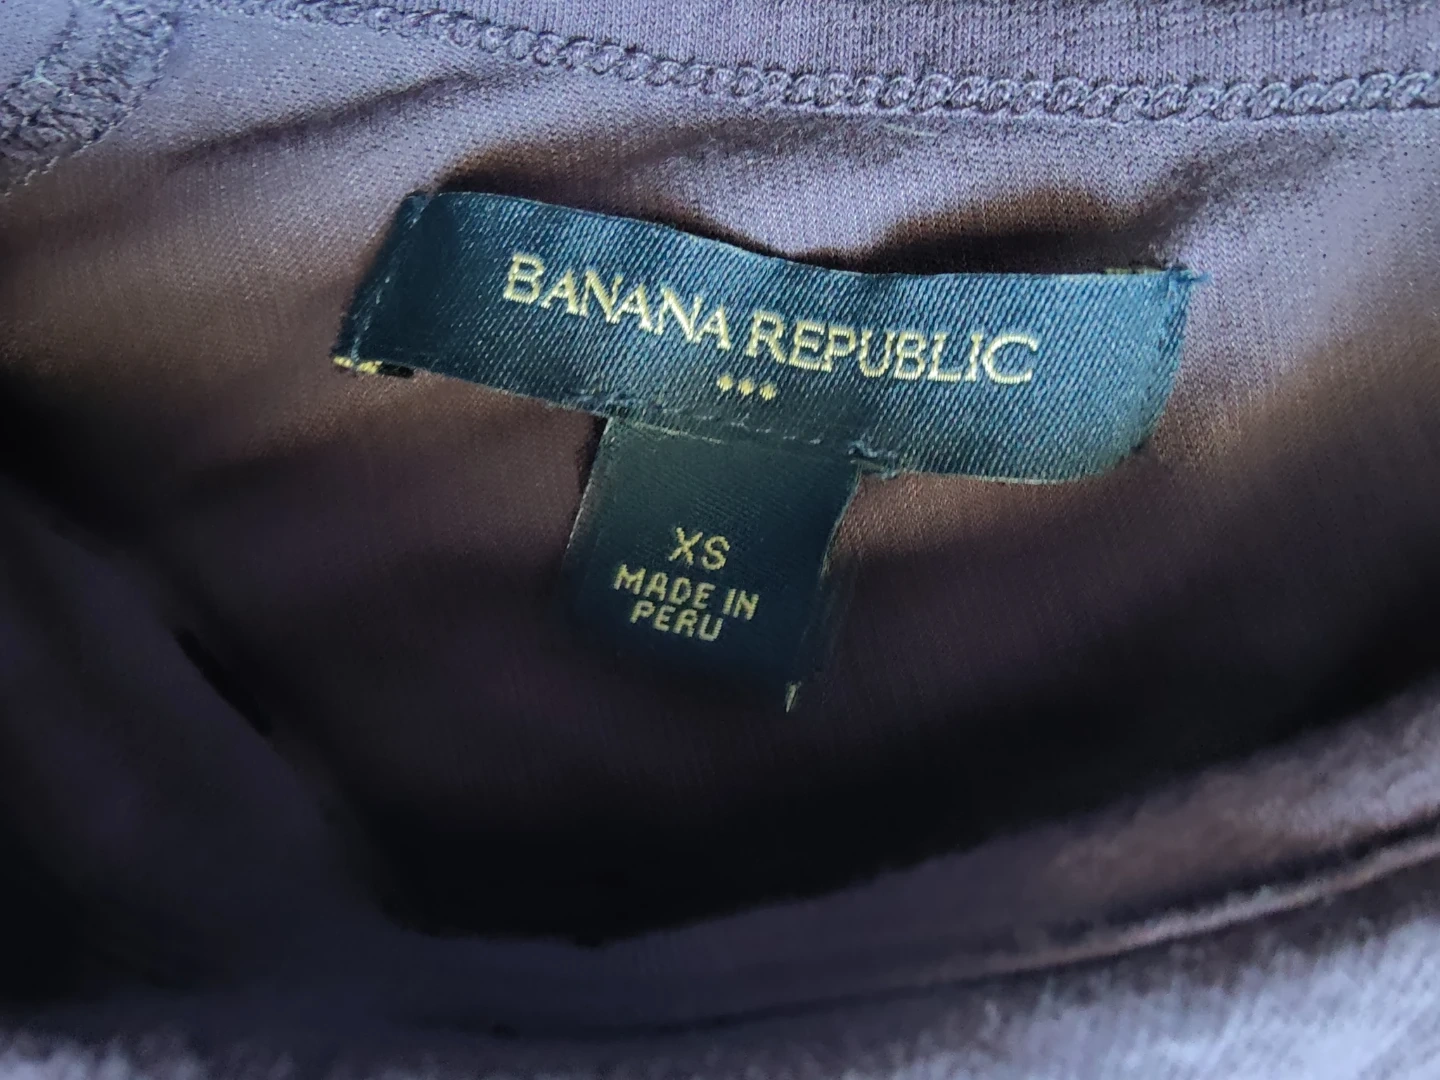 BANANA REPUBLIC
XS
MADE IN
PERU